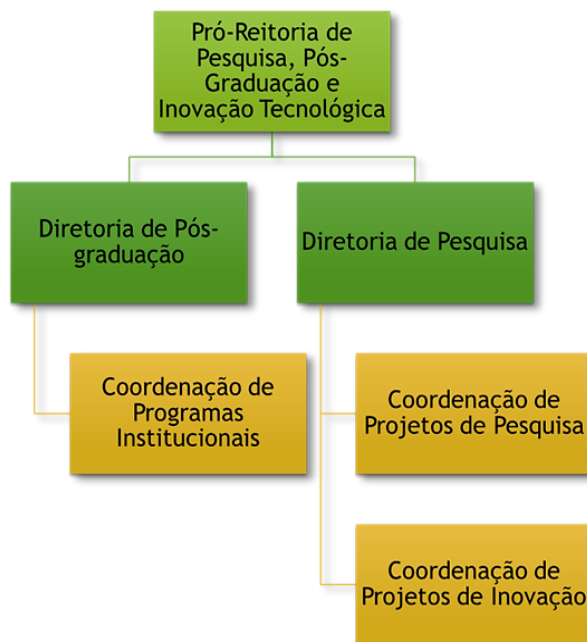 Pró-Reitoria de
Pesquisa, Pós-
Graduação e
Inovação Tecnológica
Diretoria de Pós-
graduação
Diretoria de Pesquisa
Coordenação de
Programas
Institucionais
Coordenação de
Projetos de Pesquisa
Coordenação de
Projetos de Inovação